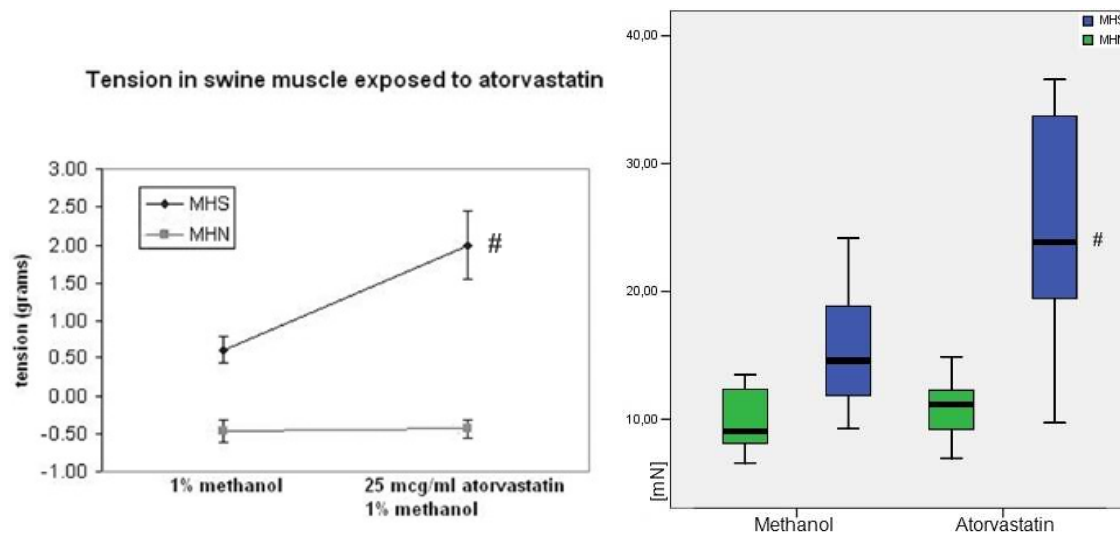 Tension in swine muscle exposed to atorvastatin
3.00
2.50
2.00
1.50
1.00
0.50
0.00
-0.50
-1.00
tension (grams)
MHS
MHN
#
1% methanol
25 mcg/ml atorvastatin
1% methanol
MHS
MHN
40,00
30,00
20,00
10,00
[mN]
#
Methanol
Atorvastatin